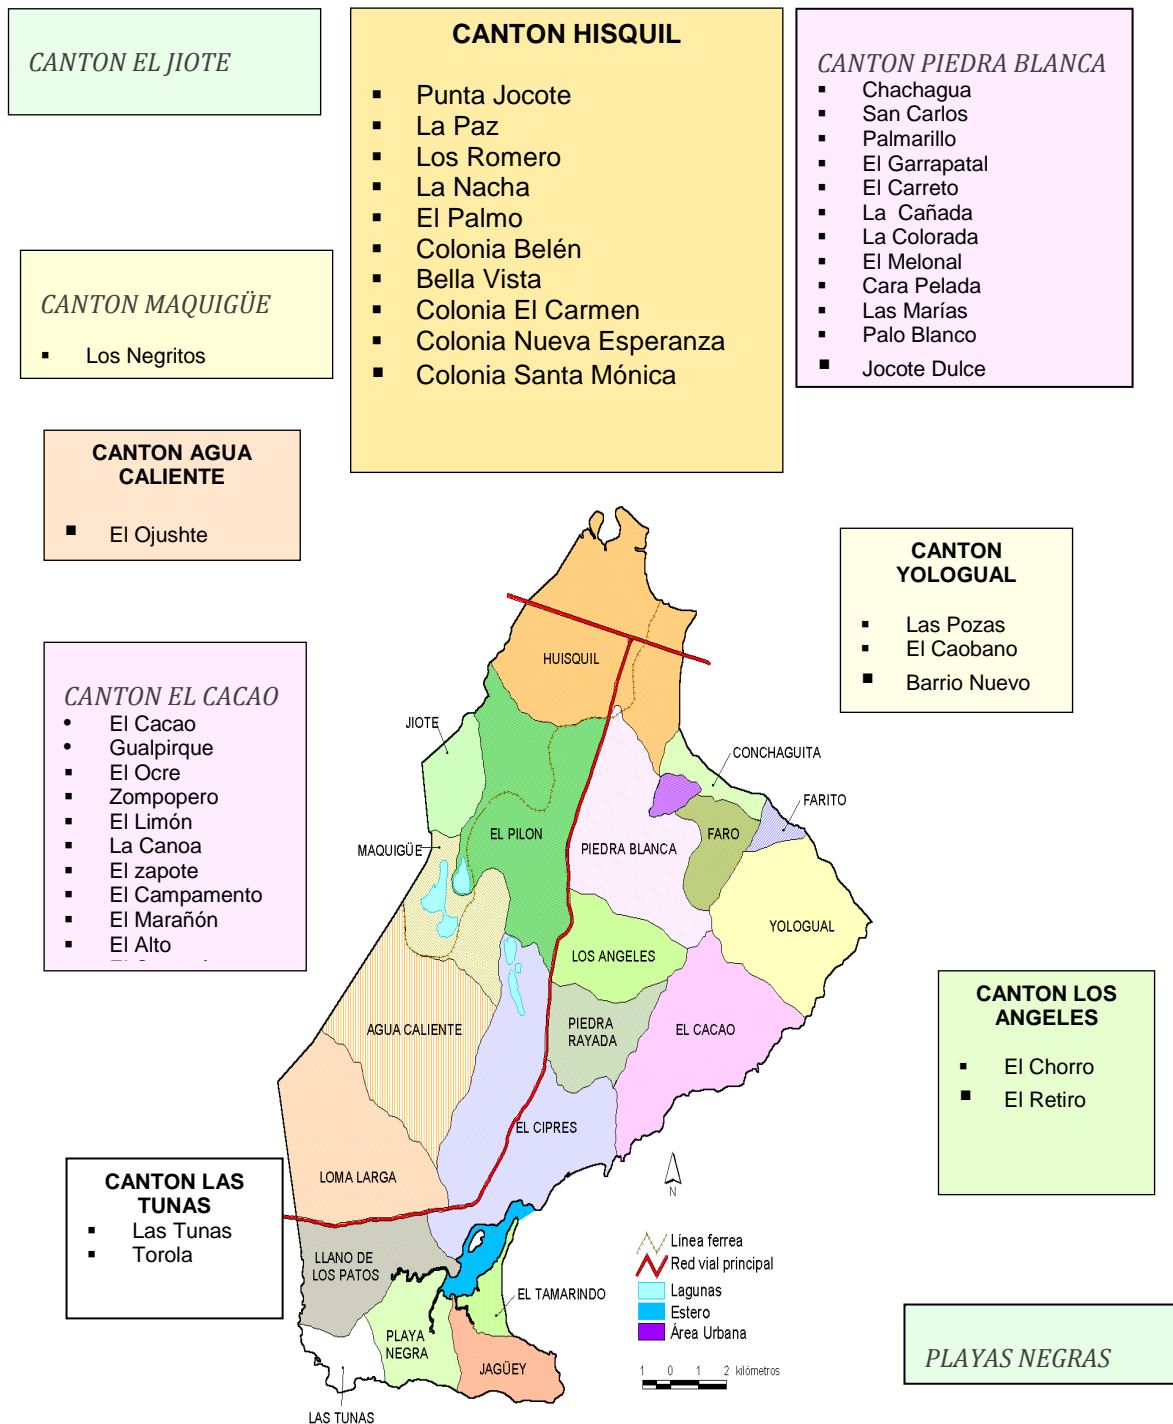 CANTON EL JIOTE
CANTON HISQUIL
▪ Punta Jocote
▪ La Paz
▪ Los Romero
▪ La Nacha
▪ El Palmo
▪ Colonia Belén
▪ Bella Vista
▪ Colonia El Carmen
▪ Colonia Nueva Esperanza
▪ Colonia Santa Mónica
CANTON PIEDRA BLANCA
▪ Chachagua
▪ San Carlos
▪ Palmarillo
▪ El Garrapatal
▪ El Carreto
▪ La Cañada
▪ La Colorada
▪ El Melonal
▪ Cara Pelada
▪ Las Marías
▪ Palo Blanco
▪ Jocote Dulce
CANTON MAQUIGÜE
▪ Los Negritos
CANTON AGUA
CALIENTE
▪ El Ojushte
CANTON
YOLOGUAL
▪ Las Pozas
▪ El Caobano
▪ Barrio Nuevo
CANTON EL CACAO
• El Cacao
• Gualpirque
▪ El Ocre
▪ Zompopero
▪ El Limón
▪ La Canoa
▪ El zapote
▪ El Campamento
▪ El Marañón
▪ El Alto
CANTON LOS
ANGELES
▪ El Chorro
▪ El Retiro
CANTON LAS
TUNAS
▪ Las Tunas
▪ Torola
PLAYAS NEGRAS
HUISQUIL
JIOTE
CONCHAGUITA
FARITO
EL PILON
FARO
MAQUIGÜE
PIEDRA BLANCA
YOLOGUAL
LOS ANGELES
AGUA CALIENTE
PIEDRA
RAYADA
EL CACAO
EL CIPRES
LOMA LARGA
LLANO DE
LOS PATOS
EL TAMARINDO
PLAYA
NEGRA
JAGÜEY
LAS TUNAS
N
Línea ferrea
Red vial principal
Lagunas
Estero
Área Urbana
1 0 1 2 kilómetros